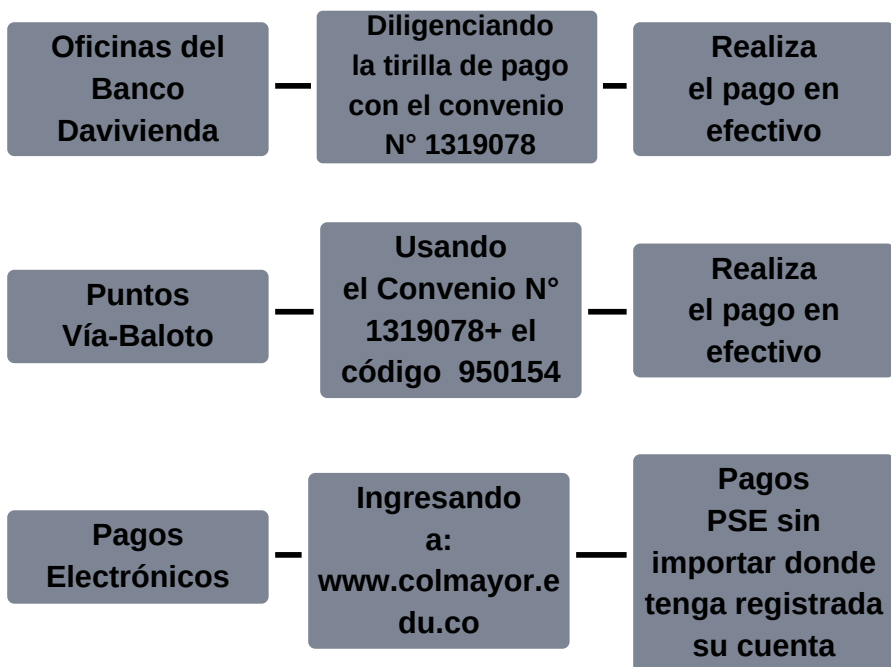 Oficinas del
Banco
Davivienda
Diligenciando
la tirilla de pago
con el convenio
N° 1319078
Realiza
el pago en
efectivo
Puntos
Vía-Baloto
Usando
el Convenio N°
1319078+ el
código 950154
Realiza
el pago en
efectivo
Pagos
Electrónicos
Ingresando
a:
www.colmayor.e
du.co
Pagos
PSE sin
importar donde
tenga registrada
su cuenta